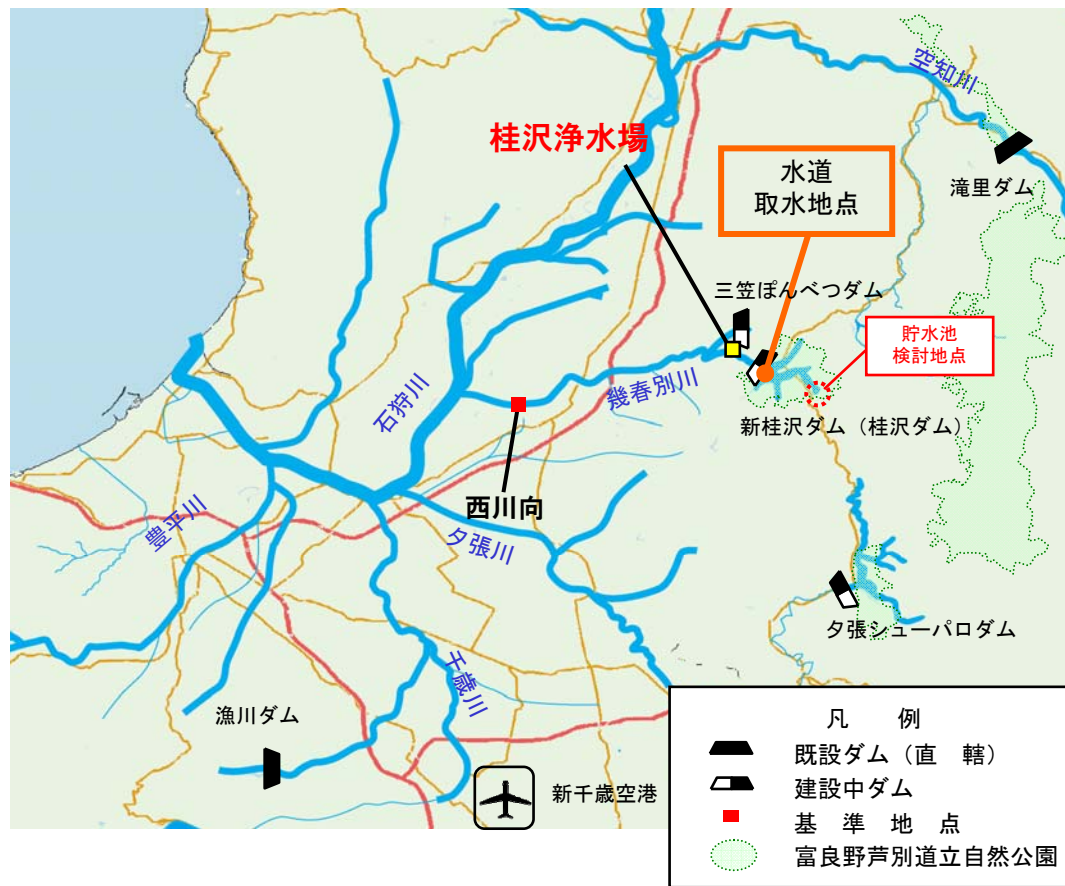 空知川
桂沢浄水場
水道
取水地点
滝里ダム
三笠ぽんべつダム
貯水池
検討地点
幾春別川
石狩川
新桂沢ダム（桂沢ダム）
西川向
豊平川
夕張川
夕張シューパロダム
千歳川
漁川ダム
新千歳空港
凡　例
既設ダム（直　轄）
建設中ダム
基　準　地　点
富良野芦別道立自然公園